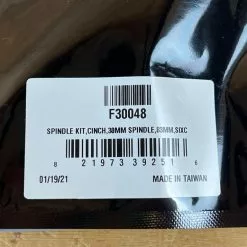 F30048
SPINDLE KIT,CINCH,30MM SPINDLE,83MM,SIXC
8 21973 39251 6
01/19/21 MADE IN TAIWAN